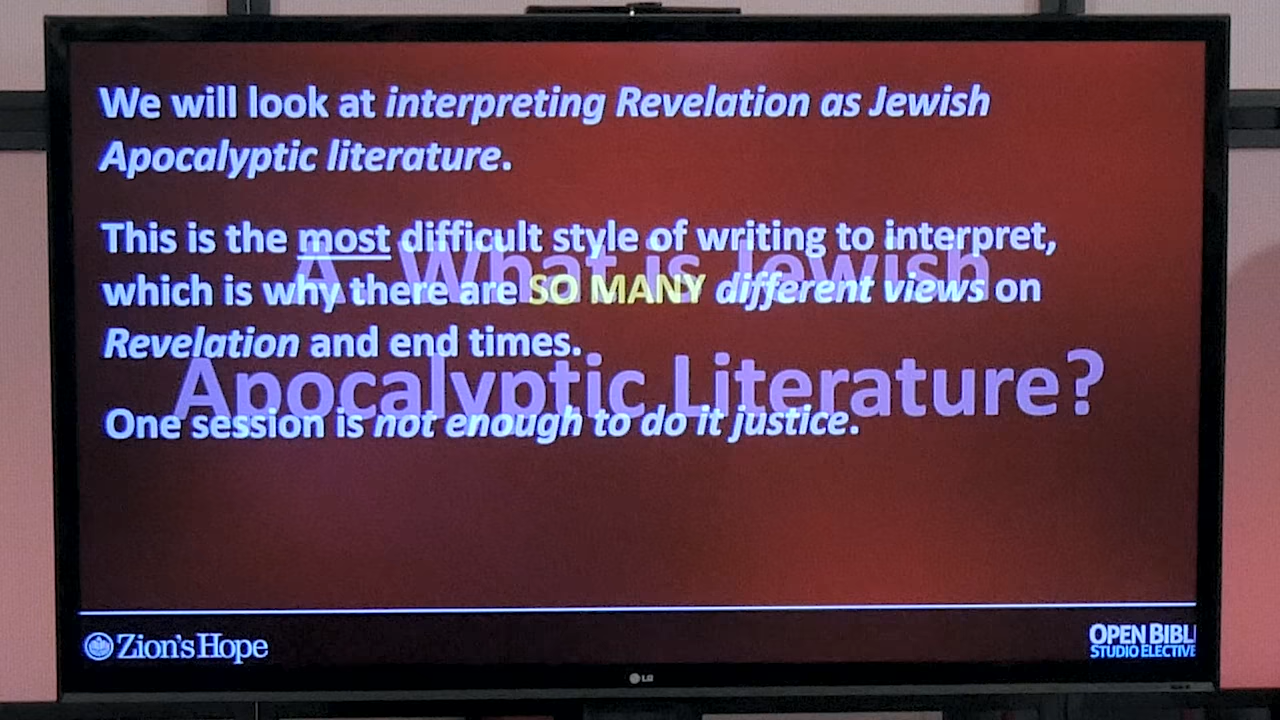 We will look at interpreting Revelation as Jewish
Apocalyptic literature.
This is the most difficult style of writing to interpret,
which is why there are SO MANY different views on
Revelation and end times.
One session is not enough to do it justice.
A. What is Jewish
Apocalyptic Literature?
Zion's Hope
OPEN BIBL
STUDIO ELECTIVE
LG